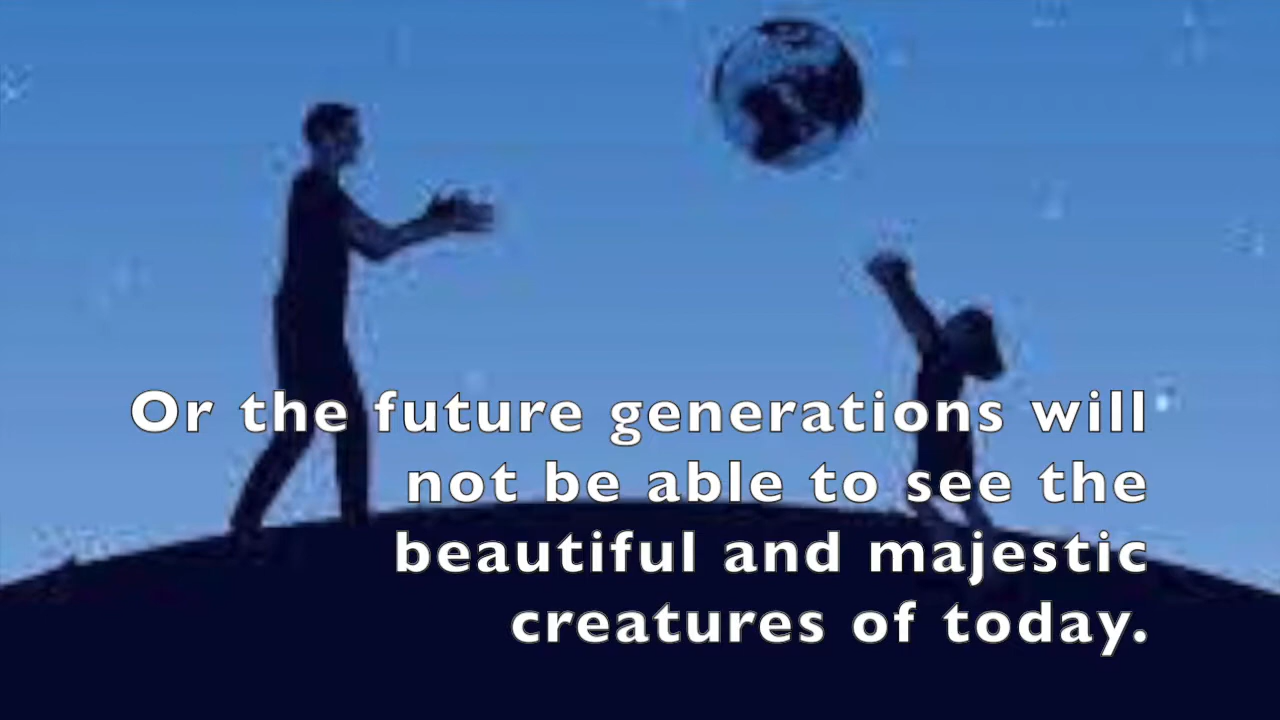 Or the future generations will
not be able to see the
beautiful and majestic
creatures of today.